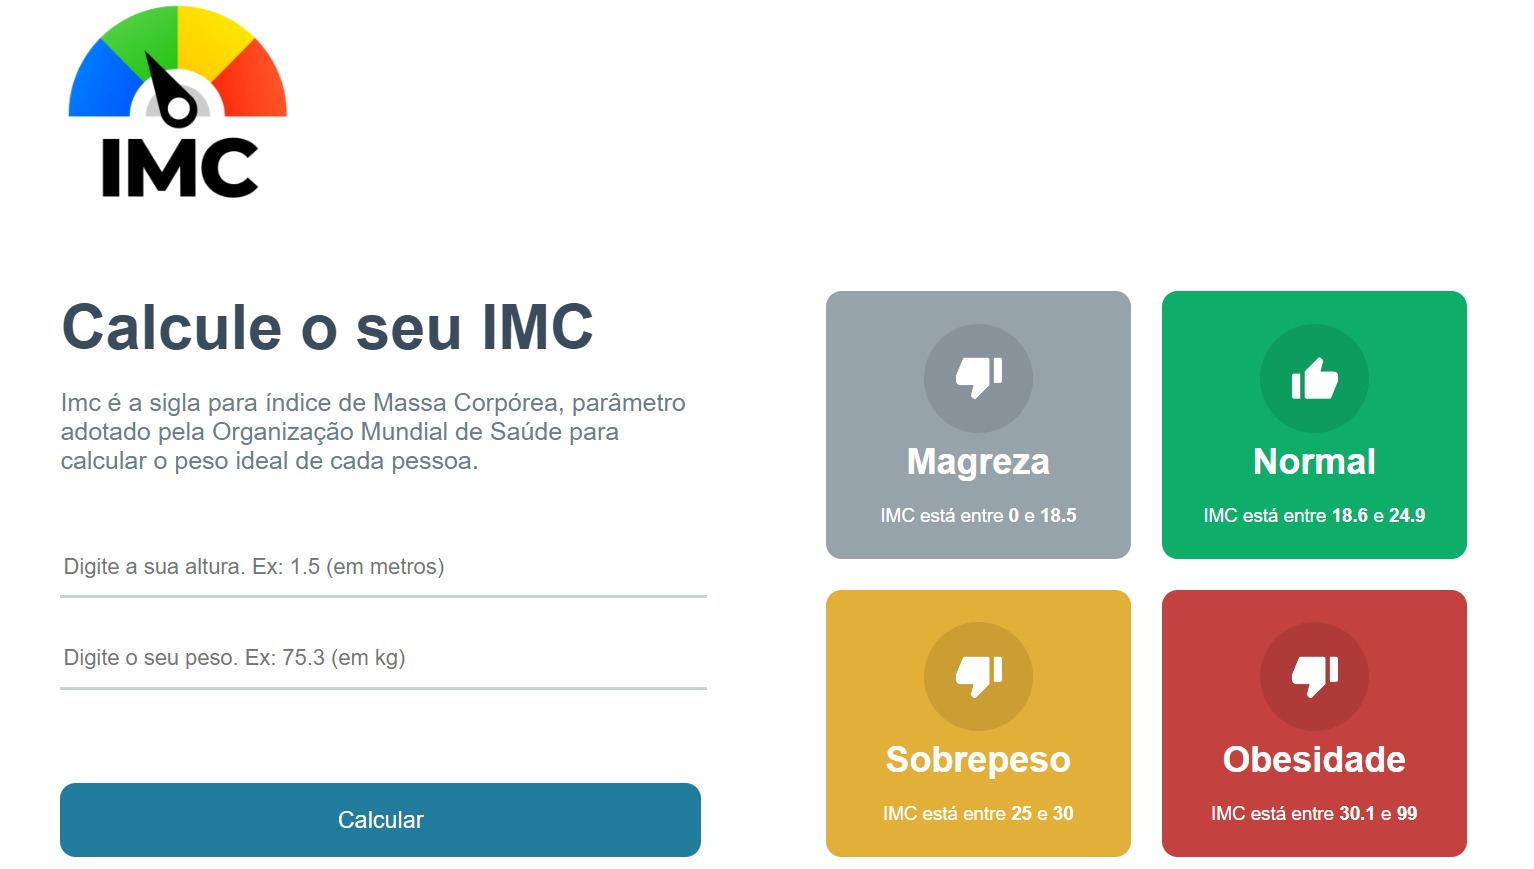 IMC
Calcule o seu IMC
Imc é a sigla para índice de Massa Corpórea, parâmetro
adotado pela Organização Mundial de Saúde para
calcular o peso ideal de cada pessoa.
Digite a sua altura. Ex: 1.5 (em metros)
Digite o seu peso. Ex: 75.3 (em kg)
Calcular
Magreza
IMC está entre 0 e 18.5
Normal
IMC está entre 18.6 e 24.9
Sobrepeso
IMC está entre 25 e 30
Obesidade
IMC está entre 30.1 e 99